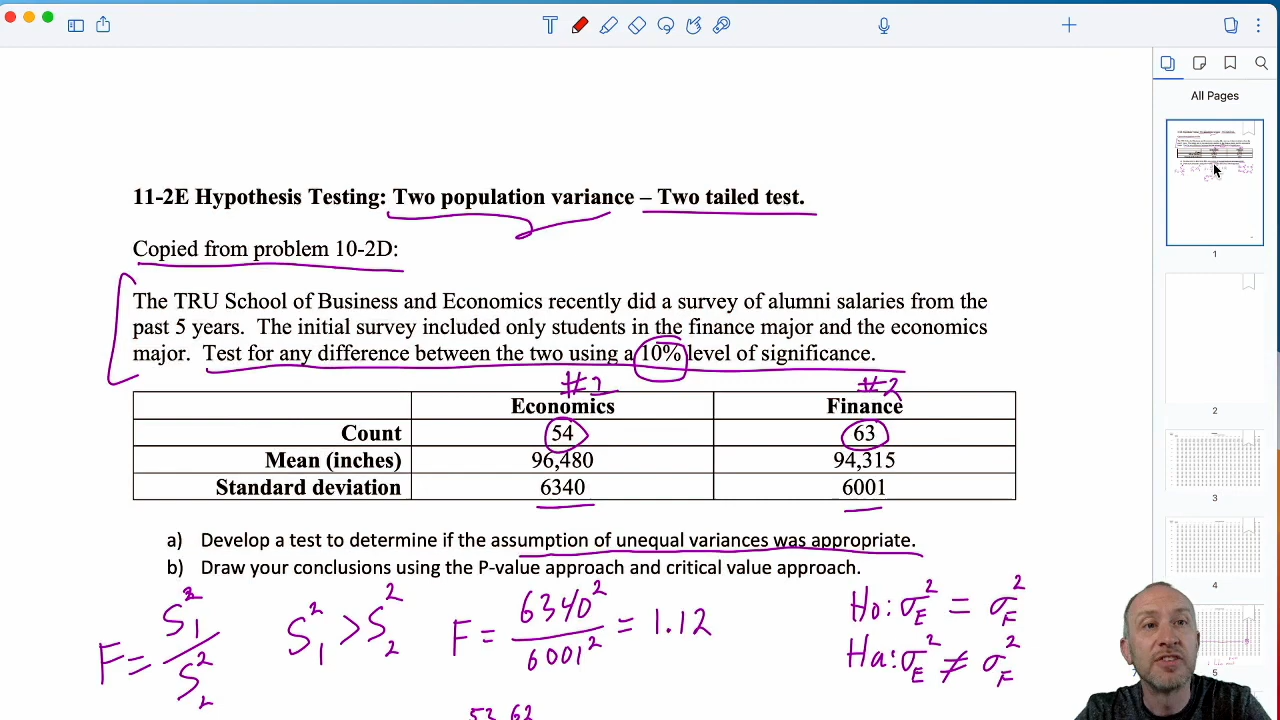 All Pages
11-2E Hypothesis Testing: Two population variance – Two tailed test.
Copied from problem 10-2D:
The TRU School of Business and Economics recently did a survey of alumni salaries from the
past 5 years. The initial survey included only students in the finance major and the economics
major. Test for any difference between the two using a 10% level of significance.
#1 #2
Economics Finance
Count 54 63
Mean (inches) 96,480 94,315
Standard deviation 6340 6001
a) Develop a test to determine if the assumption of unequal variances was appropriate.
b) Draw your conclusions using the P-value approach and critical value approach.
F = S₁²/S₂² S₁² > S₂² F = 6340²/6001² = 1.12 Ho: σE² = σF²
Ha: σE² ≠ σF²
53, 62
1
2
3
4
5